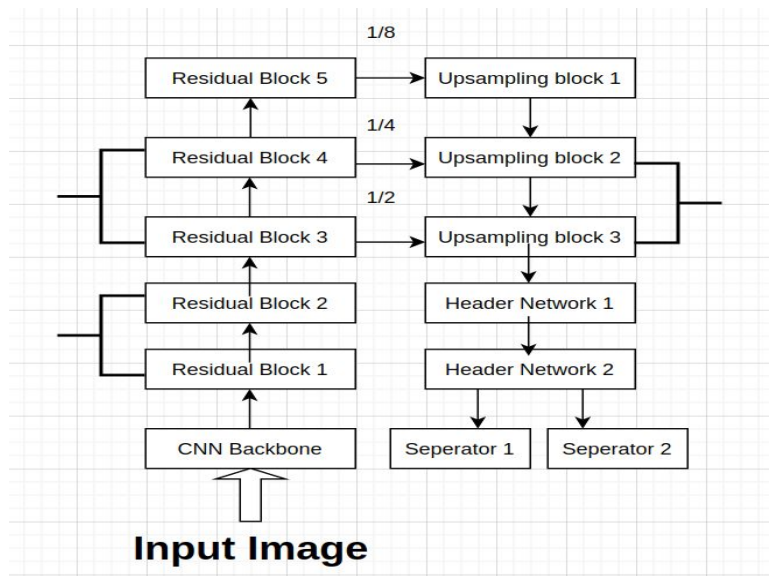 1/8
Residual Block 5
Upsampling block 1
1/4
Residual Block 4
Upsampling block 2
1/2
Residual Block 3
Upsampling block 3
Residual Block 2
Header Network 1
Residual Block 1
Header Network 2
CNN Backbone
Seperator 1
Seperator 2
Input Image